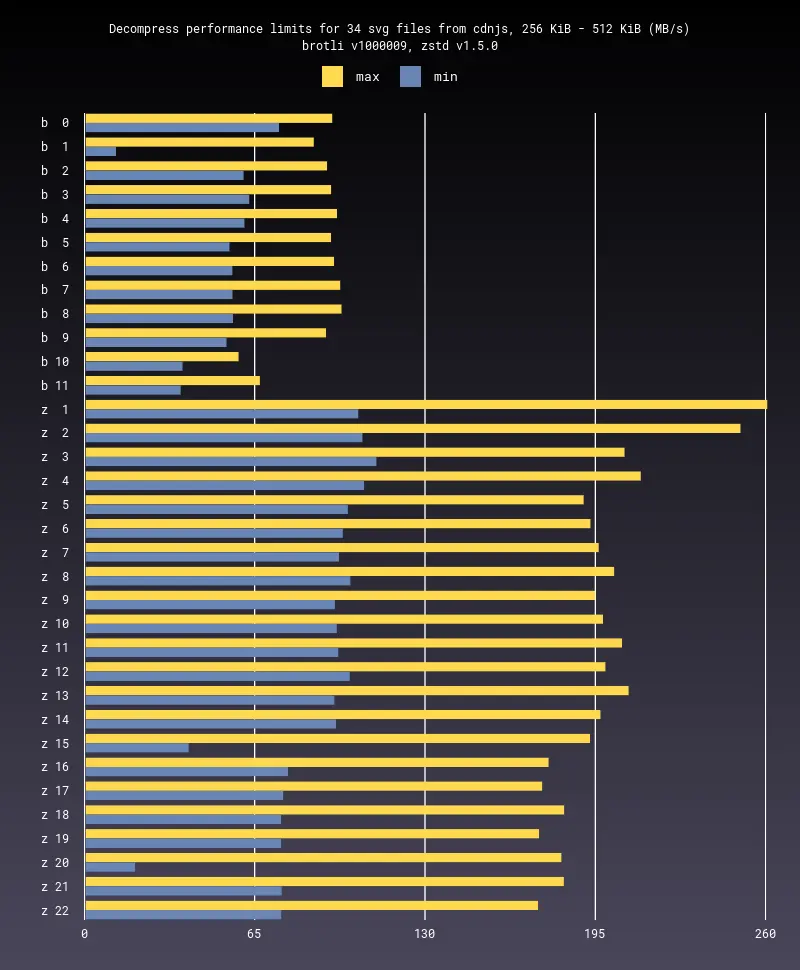 Decompress performance limits for 34 svg files from cdnjs, 256 KiB - 512 KiB (MB/s)
brotli v1000009, zstd v1.5.0
max min
b 0
b 1
b 2
b 3
b 4
b 5
b 6
b 7
b 8
b 9
b 10
b 11
z 1
z 2
z 3
z 4
z 5
z 6
z 7
z 8
z 9
z 10
z 11
z 12
z 13
z 14
z 15
z 16
z 17
z 18
z 19
z 20
z 21
z 22
0 65 130 195 260